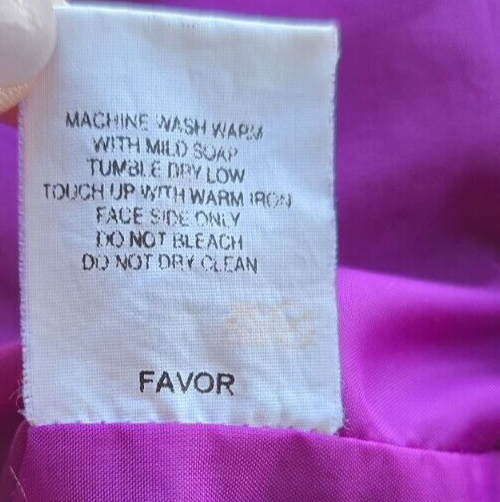 MACHINE WASH WARM
WITH MILD SOAP
TUMBLE DRY LOW
TOUCH UP WITH WARM IRON
FACE SIDE ONLY
DO NOT BLEACH
DO NOT DRY CLEAN
FAVOR